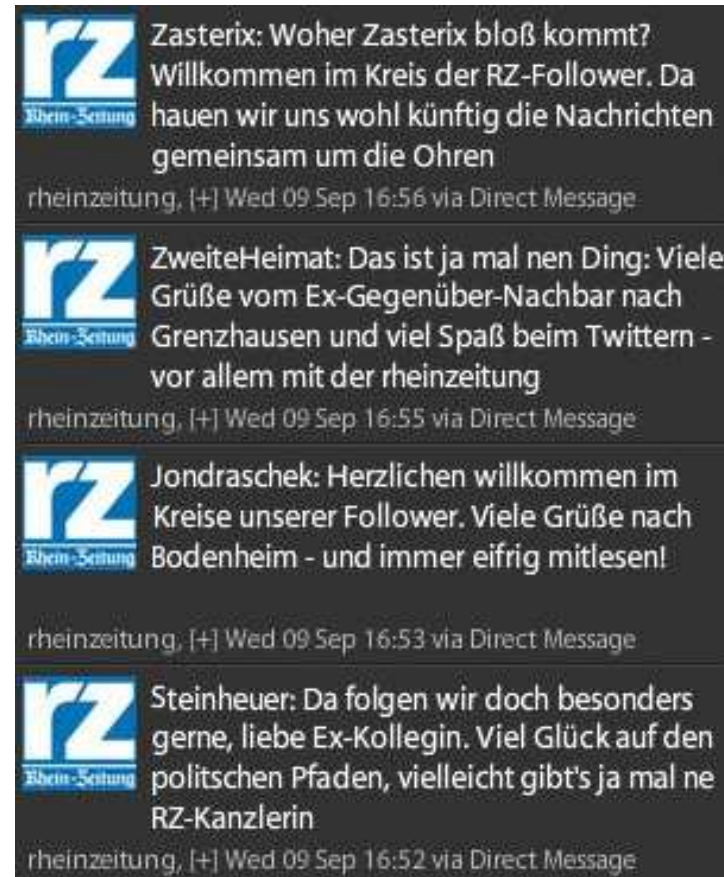 rz
Rhein-Zeitung
Zasterix: Woher Zasterix bloß kommt?
Willkommen im Kreis der RZ-Follower. Da
hauen wir uns wohl künftig die Nachrichten
gemeinsam um die Ohren
rheinzeitung, [+] Wed 09 Sep 16:56 via Direct Message
rz
Rhein-Zeitung
ZweiteHeimat: Das ist ja mal nen Ding: Viele
Grüße vom Ex-Gegenüber-Nachbar nach
Grenzhausen und viel Spaß beim Twittern -
vor allem mit der rheinzeitung
rheinzeitung, [+] Wed 09 Sep 16:55 via Direct Message
rz
Rhein-Zeitung
Jondraschek: Herzlichen willkommen im
Kreise unserer Follower. Viele Grüße nach
Bodenheim - und immer eifrig mitlesen!
rheinzeitung, [+] Wed 09 Sep 16:53 via Direct Message
rz
Rhein-Zeitung
Steinheuer: Da folgen wir doch besonders
gerne, liebe Ex-Kollegin. Viel Glück auf den
politschen Pfaden, vielleicht gibt's ja mal ne
RZ-Kanzlerin
rheinzeitung, [+] Wed 09 Sep 16:52 via Direct Message